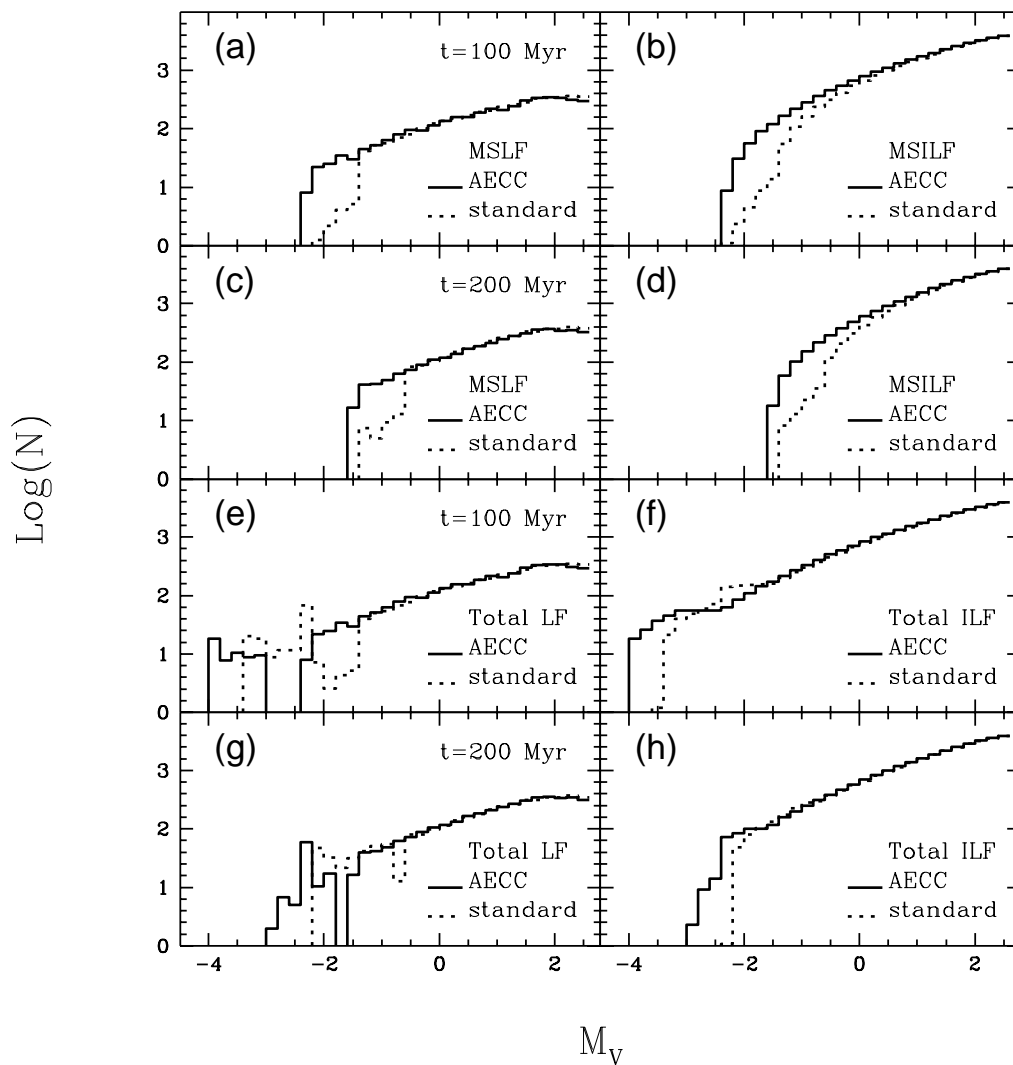 (a)
t=100 Myr
3
2
1
0
MSLF
AECC
standard
(b)
MSILF
AECC
standard
(c)
t=200 Myr
3
2
1
0
MSLF
AECC
standard
(d)
MSILF
AECC
standard
Log(N)
(e)
t=100 Myr
3
2
1
0
Total LF
AECC
standard
(f)
Total ILF
AECC
standard
(g)
t=200 Myr
3
2
1
0
Total LF
AECC
standard
(h)
Total ILF
AECC
standard
−4 −2 0 2 −4 −2 0 2
M_V